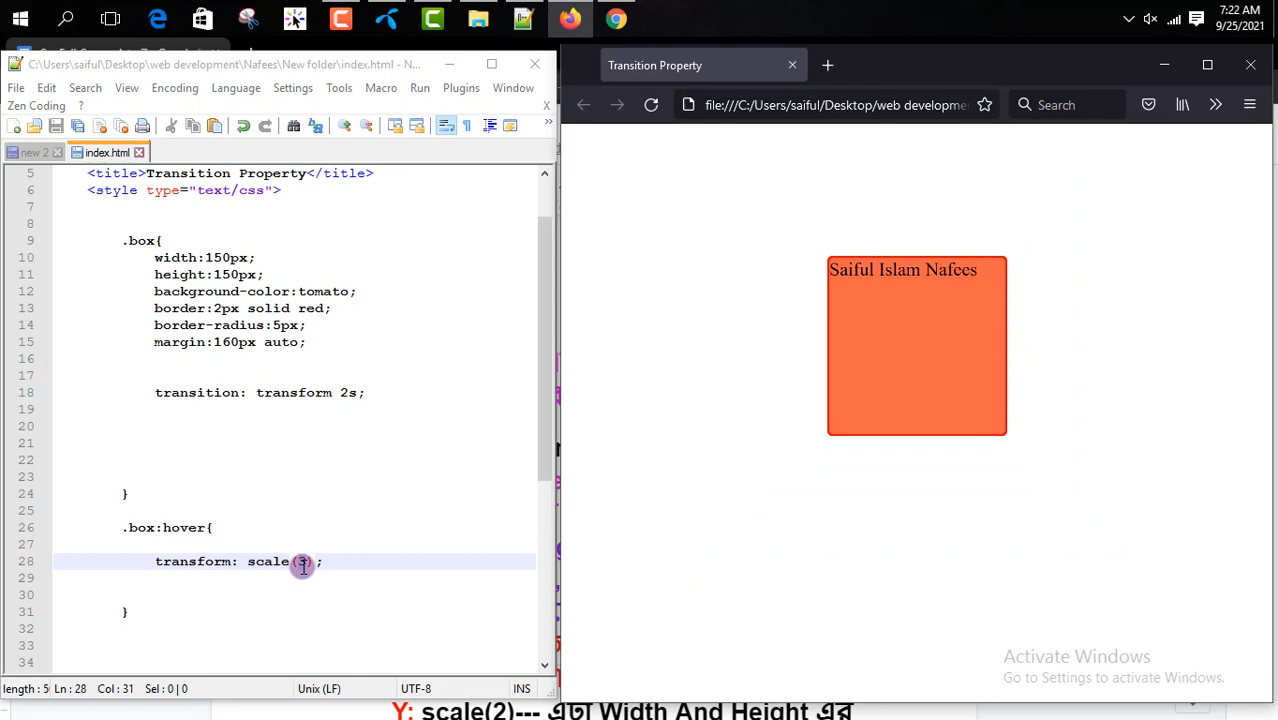 7:22 AM
9/25/2021
C:\Users\saiful\Desktop\web development\Nafees\New folder\index.html - N...
File Edit Search View Encoding Language Settings Tools Macro Run Plugins Window
Zen Coding ? X
new 2 index.html
5 <title>Transition Property</title>
6 <style type="text/css">
7
8
9 .box{
10 width:150px;
11 height:150px;
12 background-color:tomato;
13 border:2px solid red;
14 border-radius:5px;
15 margin:160px auto;
16
17
18 transition: transform 2s;
19
20
21
22
23
24 }
25
26 .box:hover{
27
28 transform: scale(3);
29
30
31 }
32
33
34
length : 5 Ln : 28 Col : 31 Sel : 0 | 0 Unix (LF) UTF-8 INS
Transition Property
file:///C:/Users/saiful/Desktop/web developme
Search
Saiful Islam Nafees
Activate Windows
Go to Settings to activate Windows.
Y: scale(2)--- এটা Width And Height এর